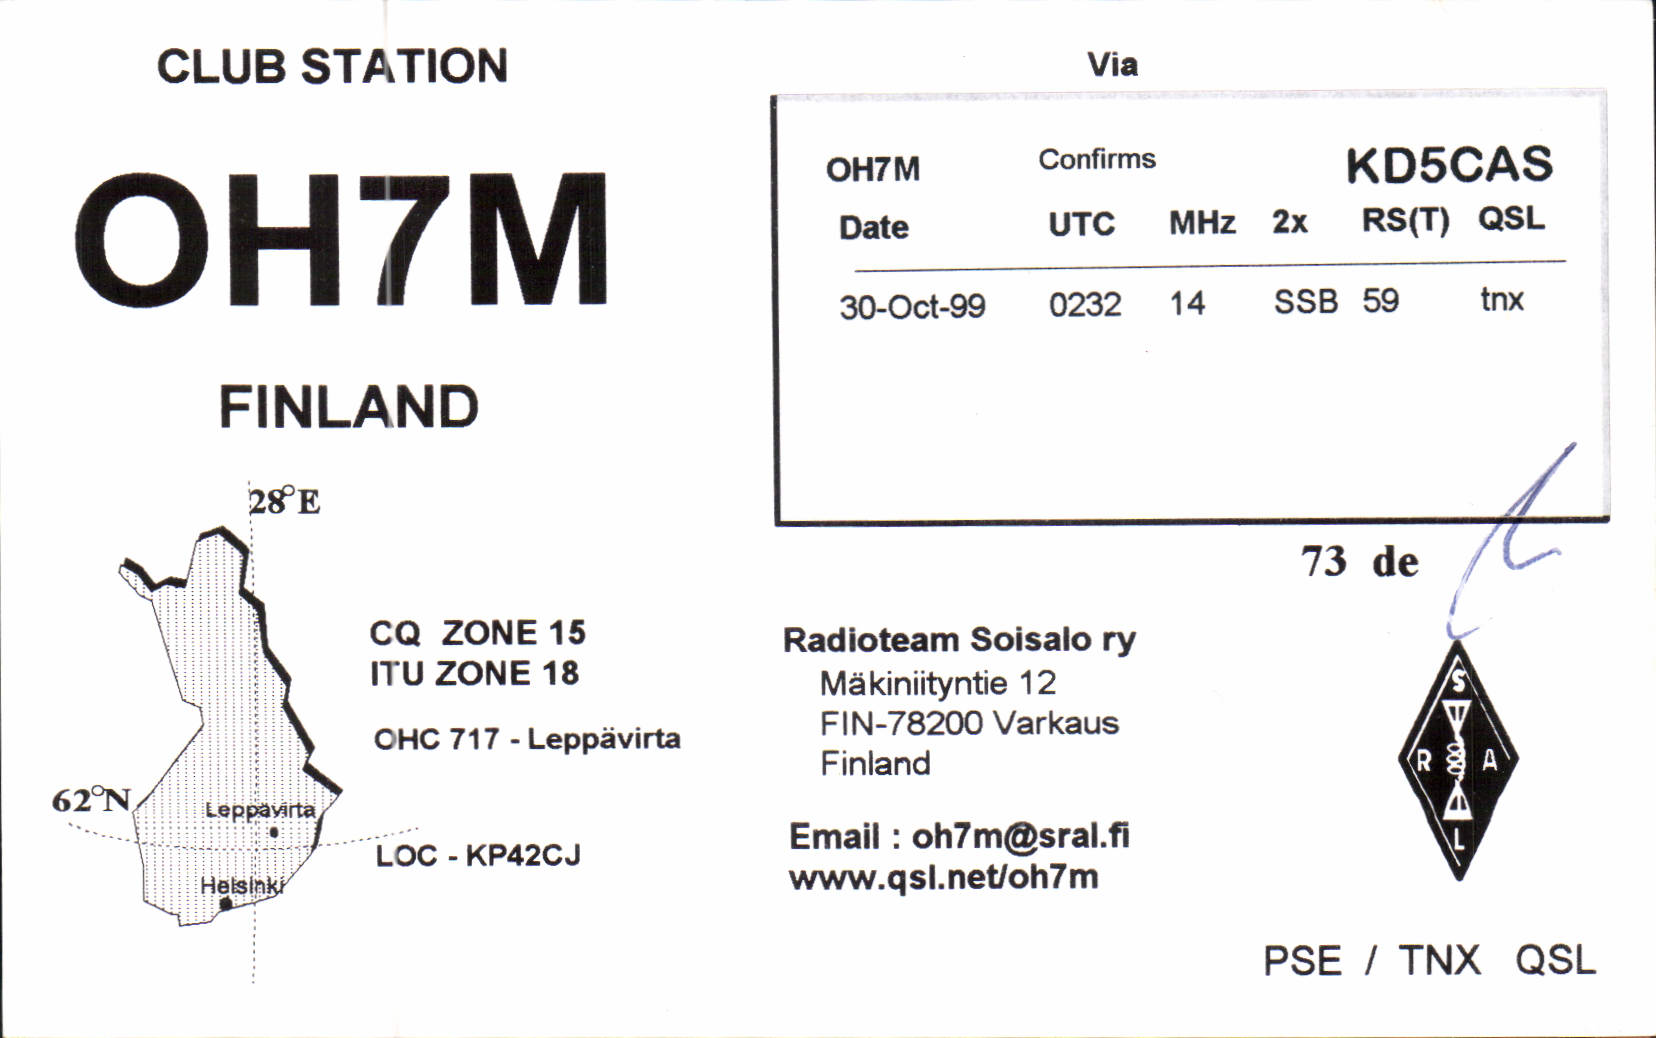 CLUB STATION
OH7M
FINLAND
28°E
62°N
Leppävirta
Helsinki
CQ ZONE 15
ITU ZONE 18
OHC 717 - Leppävirta
LOC - KP42CJ
Via
OH7M Confirms KD5CAS
Date UTC MHz 2x RS(T) QSL
30-Oct-99 0232 14 SSB 59 tnx
73 de
Radioteam Soisalo ry
Mäkiniityntie 12
FIN-78200 Varkaus
Finland
Email : oh7m@sral.fi
www.qsl.net/oh7m
S
R A
L
PSE / TNX QSL